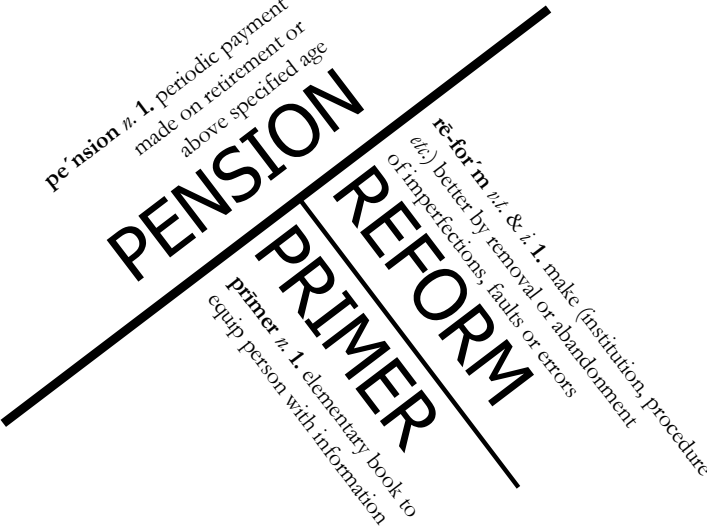 pe´nsion n. 1. periodic payment
made on retirement or
above specified age
PENSION
REFORM
rē-for´m v.t. & i. 1. make (institution, procedure
etc.) better by removal or abandonment
of imperfections, faults or errors
PRIMER
prīmer n. 1. elementary book to
equip person with information